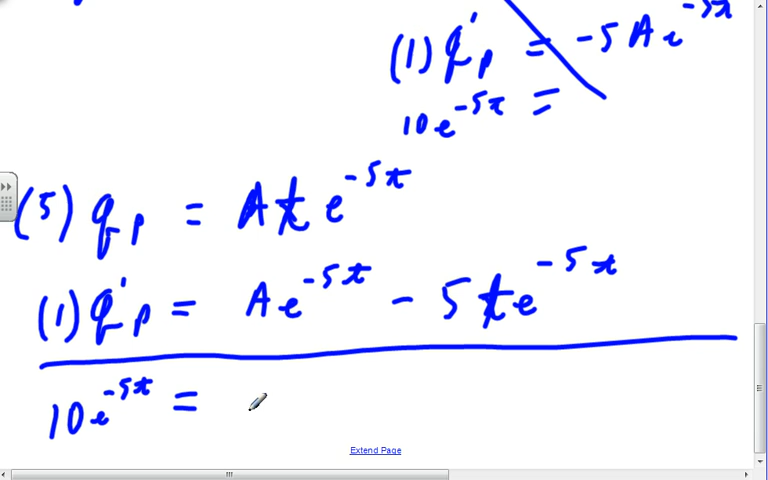 (1) q'ₚ = -5Ae^{-5t}
10e^{-5t} =
(5) qₚ = Ate^{-5t}
(1) q'ₚ = Ae^{-5t} - 5te^{-5t}
10e^{-5t} =
Extend Page